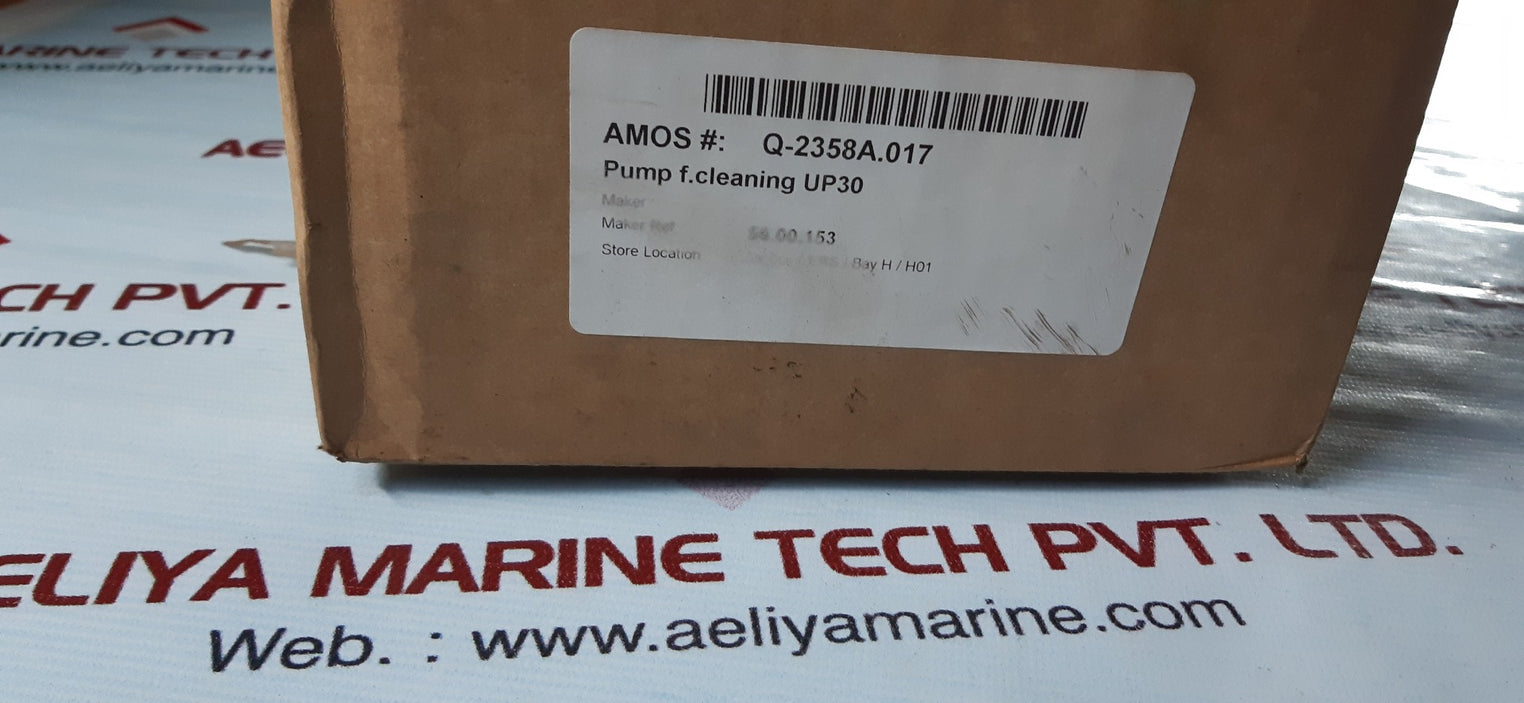 ARINE TECH
www.aeliyamarine
AE
CH PVT.
rine.com
AMOS #: Q-2358A.017
Pump f.cleaning UP30
Maker
Maker Ref 56.00.153
Store Location Bay H / H01
ELIYA MARINE TECH PVT. LTD.
Web. : www.aeliyamarine.com